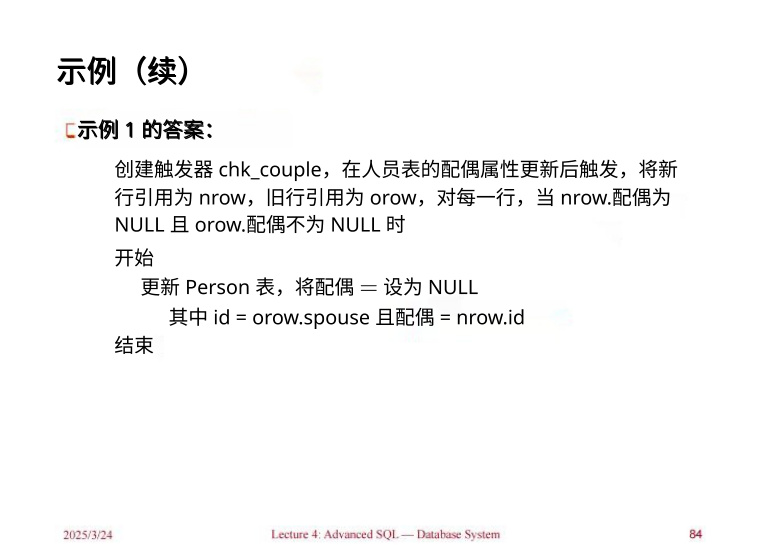 示例（续）
示例 1 的答案：
创建触发器 chk_couple，在人员表的配偶属性更新后触发，将新
行引用为 nrow，旧行引用为 orow，对每一行，当 nrow.配偶为
NULL 且 orow.配偶不为 NULL 时
开始
更新 Person 表，将配偶 = 设为 NULL
其中 id = orow.spouse 且配偶 = nrow.id
结束
2025/3/24
Lecture 4: Advanced SQL — Database System
84